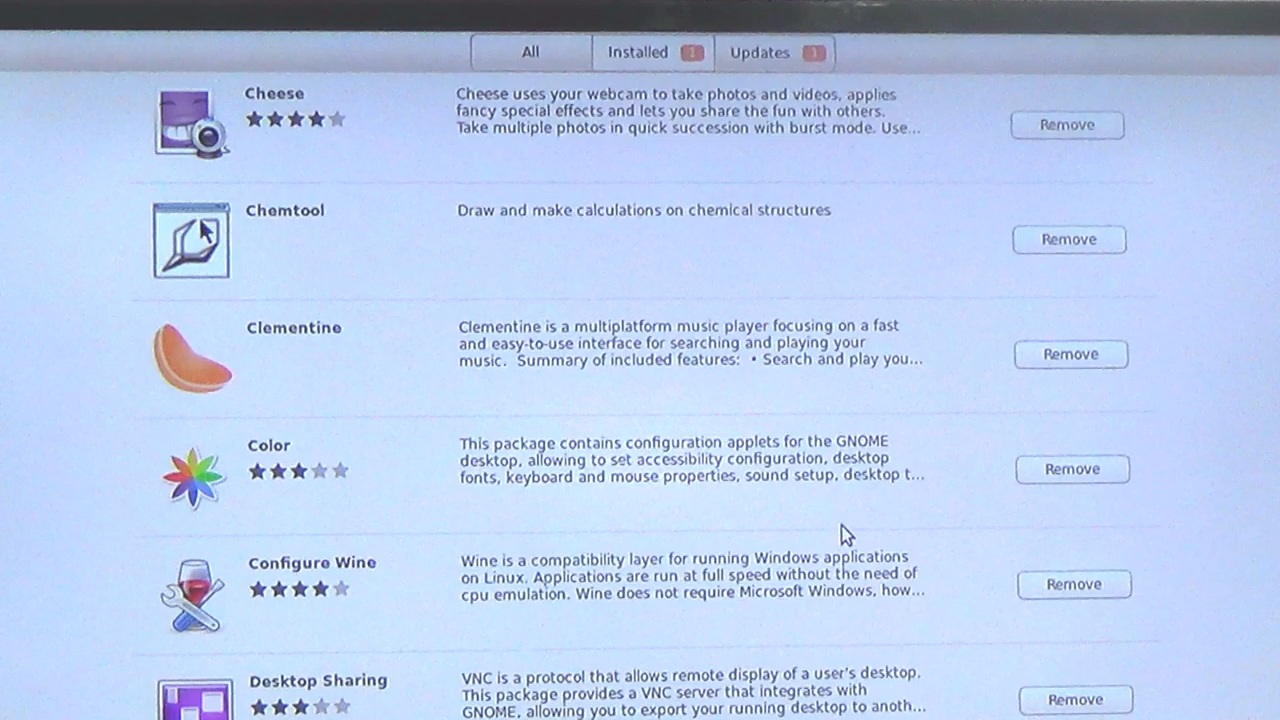 All Installed 1 Updates 1
Cheese
Cheese uses your webcam to take photos and videos, applies
fancy special effects and lets you share the fun with others.
Take multiple photos in quick succession with burst mode. Use...
Remove
Chemtool
Draw and make calculations on chemical structures
Remove
Clementine
Clementine is a multiplatform music player focusing on a fast
and easy-to-use interface for searching and playing your
music. Summary of included features: • Search and play you...
Remove
Color
This package contains configuration applets for the GNOME
desktop, allowing to set accessibility configuration, desktop
fonts, keyboard and mouse properties, sound setup, desktop t...
Remove
Configure Wine
Wine is a compatibility layer for running Windows applications
on Linux. Applications are run at full speed without the need of
cpu emulation. Wine does not require Microsoft Windows, how...
Remove
Desktop Sharing
VNC is a protocol that allows remote display of a user's desktop.
This package provides a VNC server that integrates with
GNOME, allowing you to export your running desktop to anoth...
Remove